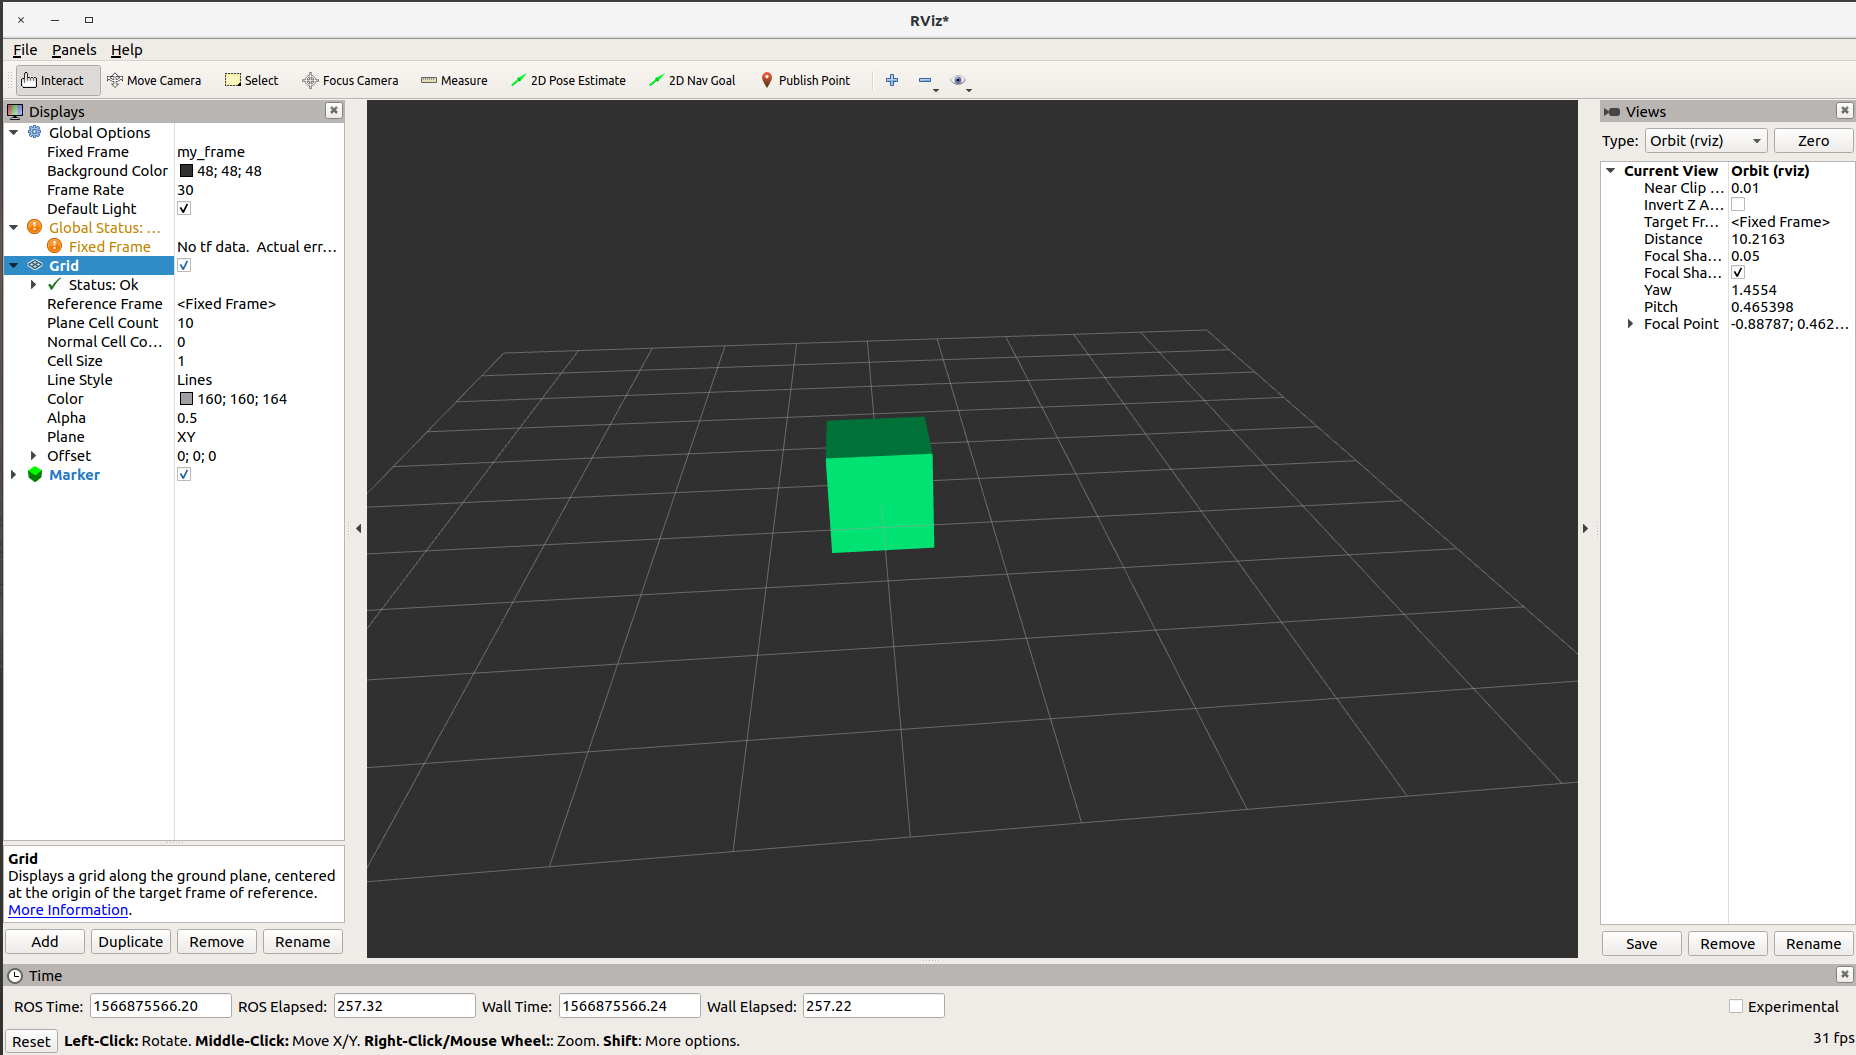 RViz*
File Panels Help
Interact Move Camera Select Focus Camera Measure 2D Pose Estimate 2D Nav Goal Publish Point
Displays
Global Options
Fixed Frame my_frame
Background Color 48; 48; 48
Frame Rate 30
Default Light
Global Status: ...
Fixed Frame No tf data. Actual err...
Grid
Status: Ok
Reference Frame <Fixed Frame>
Plane Cell Count 10
Normal Cell Co... 0
Cell Size 1
Line Style Lines
Color 160; 160; 164
Alpha 0.5
Plane XY
Offset 0; 0; 0
Marker
Grid
Displays a grid along the ground plane, centered
at the origin of the target frame of reference.
More Information.
Add Duplicate Remove Rename
Views
Type: Orbit (rviz) Zero
Current View Orbit (rviz)
Near Clip ... 0.01
Invert Z A...
Target Fr... <Fixed Frame>
Distance 10.2163
Focal Sha... 0.05
Focal Sha...
Yaw 1.4554
Pitch 0.465398
Focal Point -0.88787; 0.462...
Save Remove Rename
Time
ROS Time: 1566875566.20 ROS Elapsed: 257.32 Wall Time: 1566875566.24 Wall Elapsed: 257.22 Experimental
Reset Left-Click: Rotate. Middle-Click: Move X/Y. Right-Click/Mouse Wheel:: Zoom. Shift: More options. 31 fps